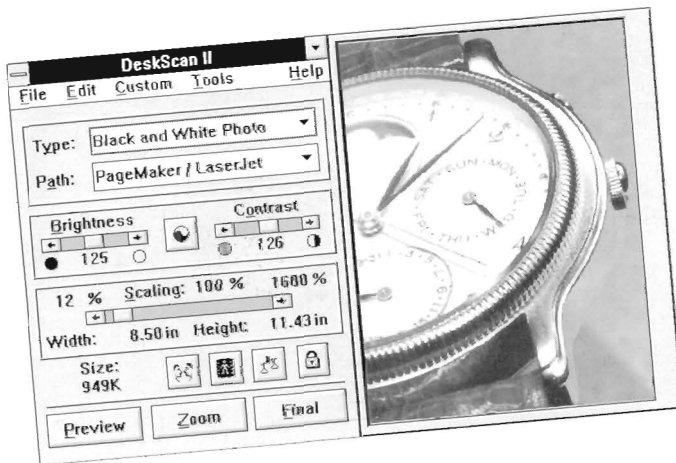 DeskScan II
File Edit Custom Tools Help
Type: Black and White Photo
Path: PageMaker / LaserJet
Brightness Contrast
125 126
12 % Scaling: 100 % 1600 %
Width: 8.50 in Height: 11.43 in
Size:
949K
Preview Zoom Final